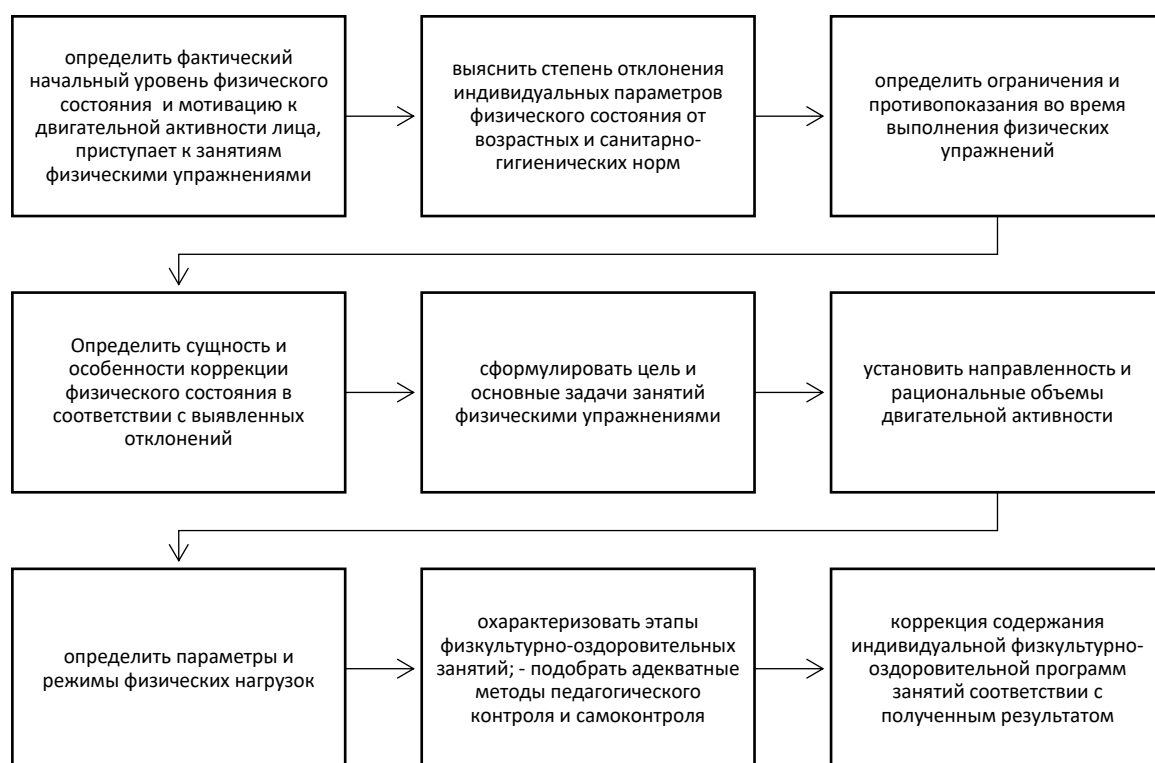 определить фактический
начальный уровень физического
состояния и мотивацию к
двигательной активности лица,
приступает к занятиям
физическими упражнениями
выяснить степень отклонения
индивидуальных параметров
физического состояния от
возрастных и санитарно-
гигиенических норм
определить ограничения и
противопоказания во время
выполнения физических
упражнений
Определить сущность и
особенности коррекции
физического состояния в
соответствии с выявленных
отклонений
сформулировать цель и
основные задачи занятий
физическими упражнениями
установить направленность и
рациональные объемы
двигательной активности
определить параметры и
режимы физических нагрузок
охарактеризовать этапы
физкультурно-оздоровительных
занятий; - подобрать адекватные
методы педагогического
контроля и самоконтроля
коррекция содержания
индивидуальной физкультурно-
оздоровительной программ
занятий соответствии с
полученным результатом